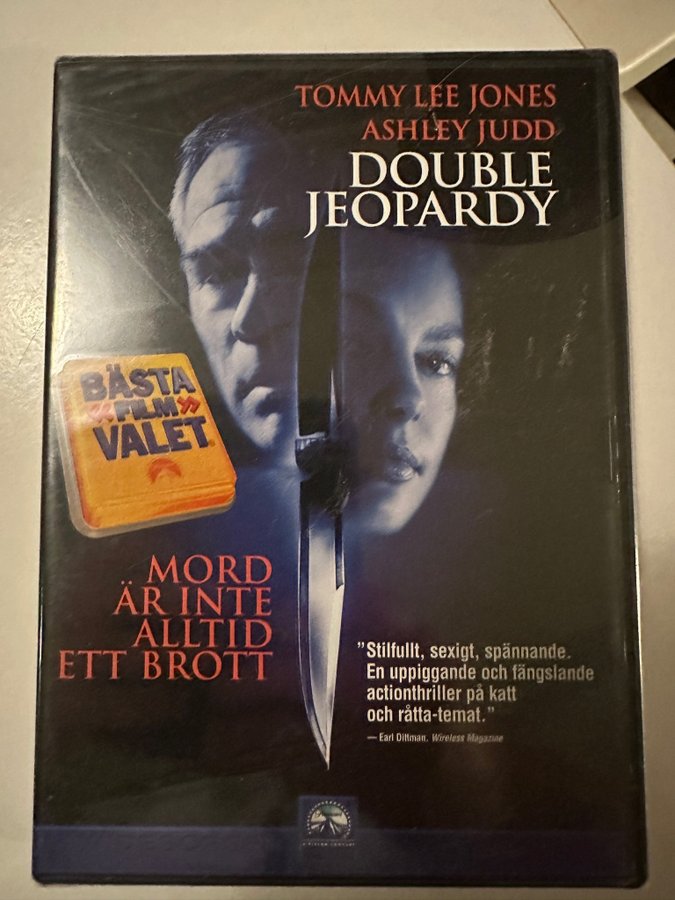 TOMMY LEE JONES
ASHLEY JUDD
DOUBLE
JEOPARDY
BÄSTA
«FILM»
VALET
MORD
ÄR INTE
ALLTID
ETT BROTT
”Stilfullt, sexigt, spännande.
En uppiggande och fängslande
actionthriller på katt
och råtta-temat.”
— Earl Dittman. Wireless Magazine